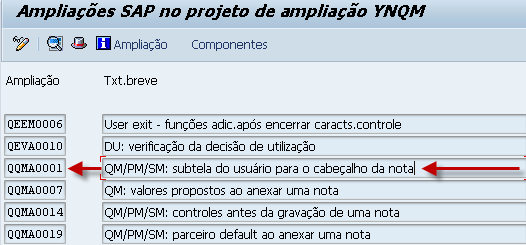 Ampliações SAP no projeto de ampliação YNQM
Ampliação Componentes
Ampliação Txt.breve
QEEM0006 User exit - funções adic.após encerrar caracts.controle
QEVA0010 DU: verificação da decisão de utilização
QQMA0001 QM/PM/SM: subtela do usuário para o cabeçalho da nota
QQMA0007 QM: valores propostos ao anexar uma nota
QQMA0014 QM/PM/SM: controles antes da gravação de uma nota
QQMA0019 QM/PM/SM: parceiro default ao anexar uma nota